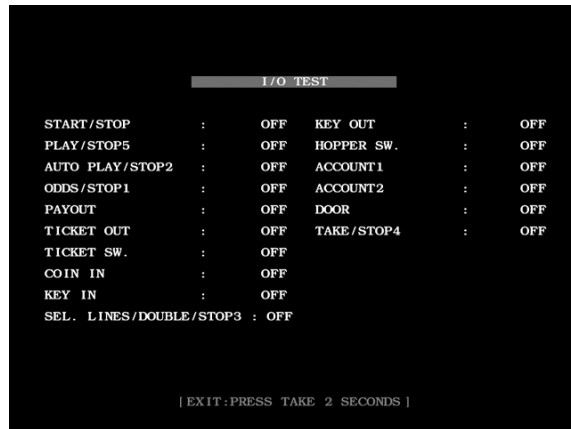 I/O TEST
START/STOP : OFF KEY OUT : OFF
PLAY/STOP5 : OFF HOPPER SW. : OFF
AUTO PLAY/STOP2 : OFF ACCOUNT1 : OFF
ODDS/STOP1 : OFF ACCOUNT2 : OFF
PAYOUT : OFF DOOR : OFF
TICKET OUT : OFF TAKE/STOP4 : OFF
TICKET SW. : OFF
COIN IN : OFF
KEY IN : OFF
SEL. LINES/DOUBLE/STOP3 : OFF
[EXIT:PRESS TAKE 2 SECONDS]